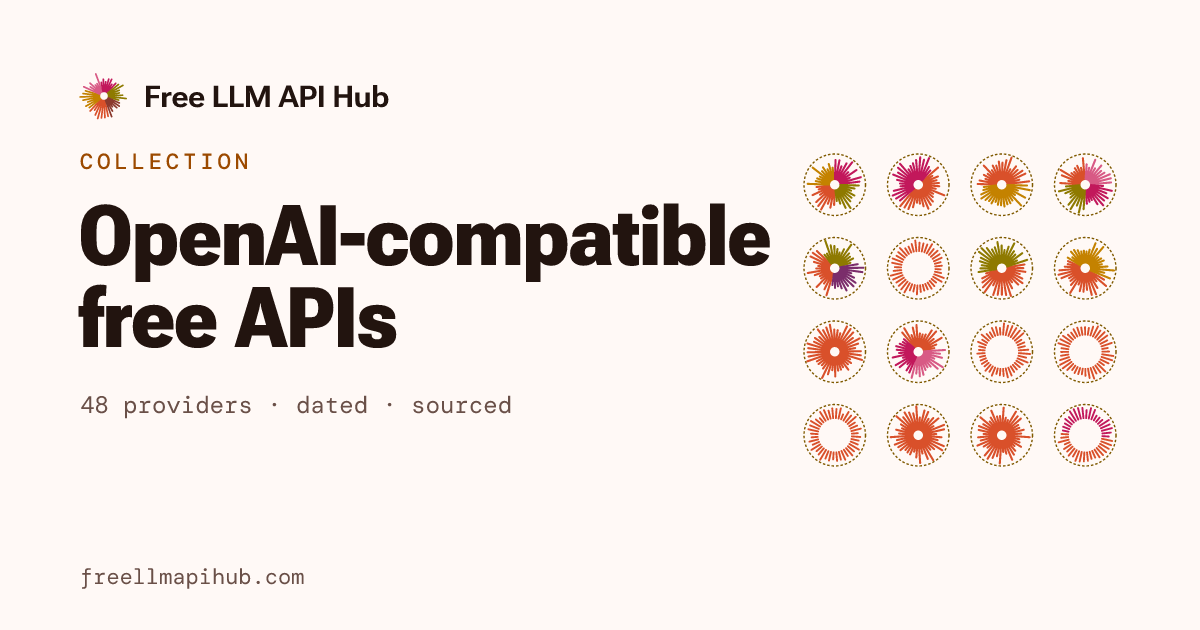 Free LLM API Hub
COLLECTION
OpenAI-compatible
free APIs
48 providers · dated · sourced
freellmapihub.com